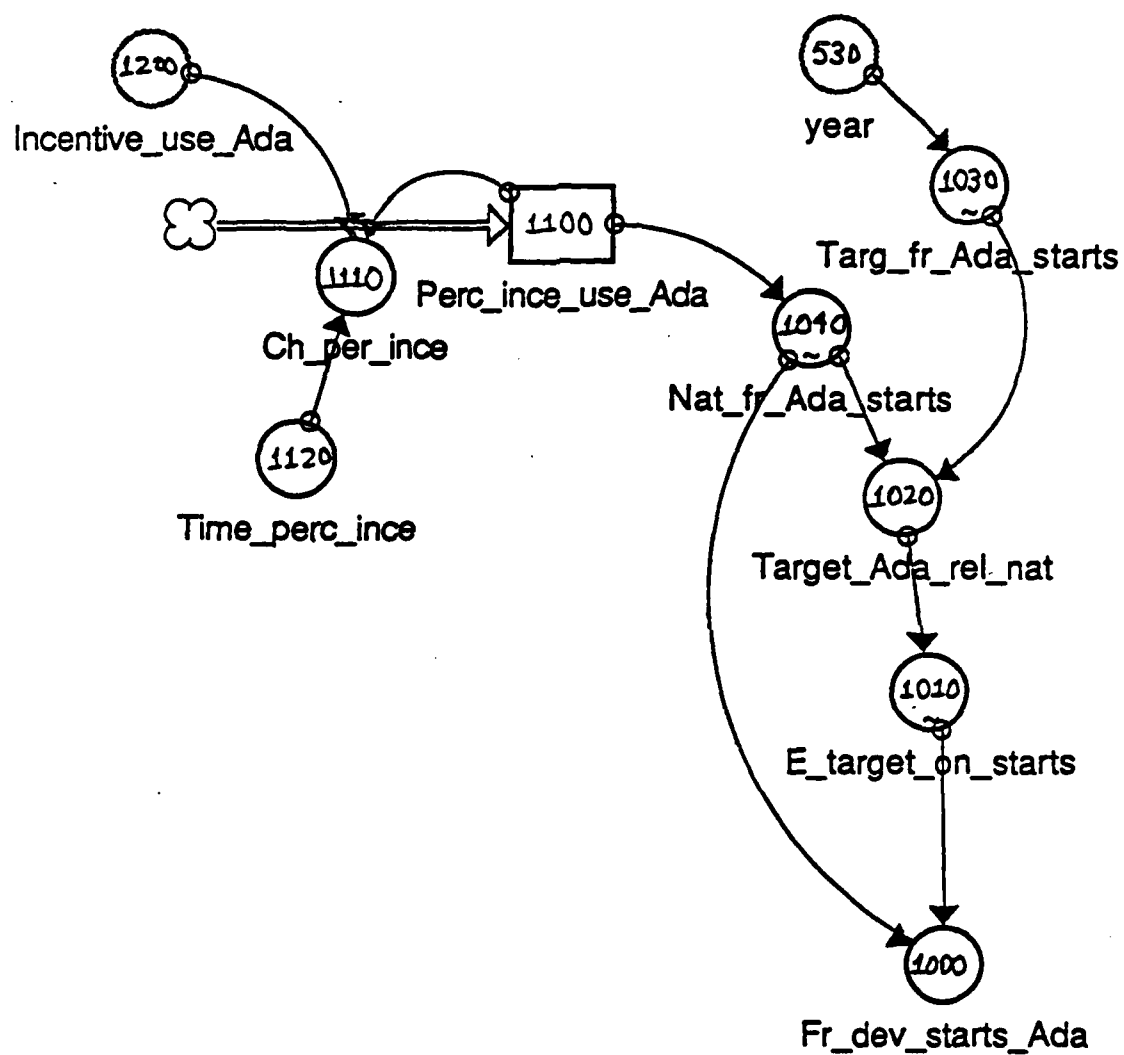 1200
Incentive_use_Ada
530
year
1030
~
Targ_fr_Ada_starts
1100
Perc_ince_use_Ada
1110
Ch_per_ince
1120
Time_perc_ince
1040
~
Nat_fr_Ada_starts
1020
Target_Ada_rel_nat
1010
~
E_target_on_starts
1000
Fr_dev_starts_Ada